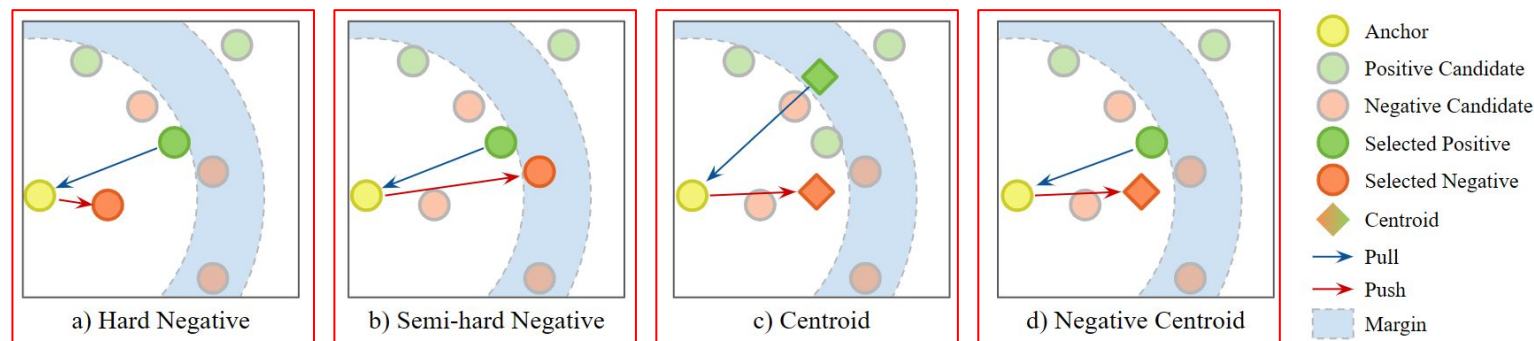 a) Hard Negative
b) Semi-hard Negative
c) Centroid
d) Negative Centroid
Anchor
Positive Candidate
Negative Candidate
Selected Positive
Selected Negative
Centroid
Pull
Push
Margin